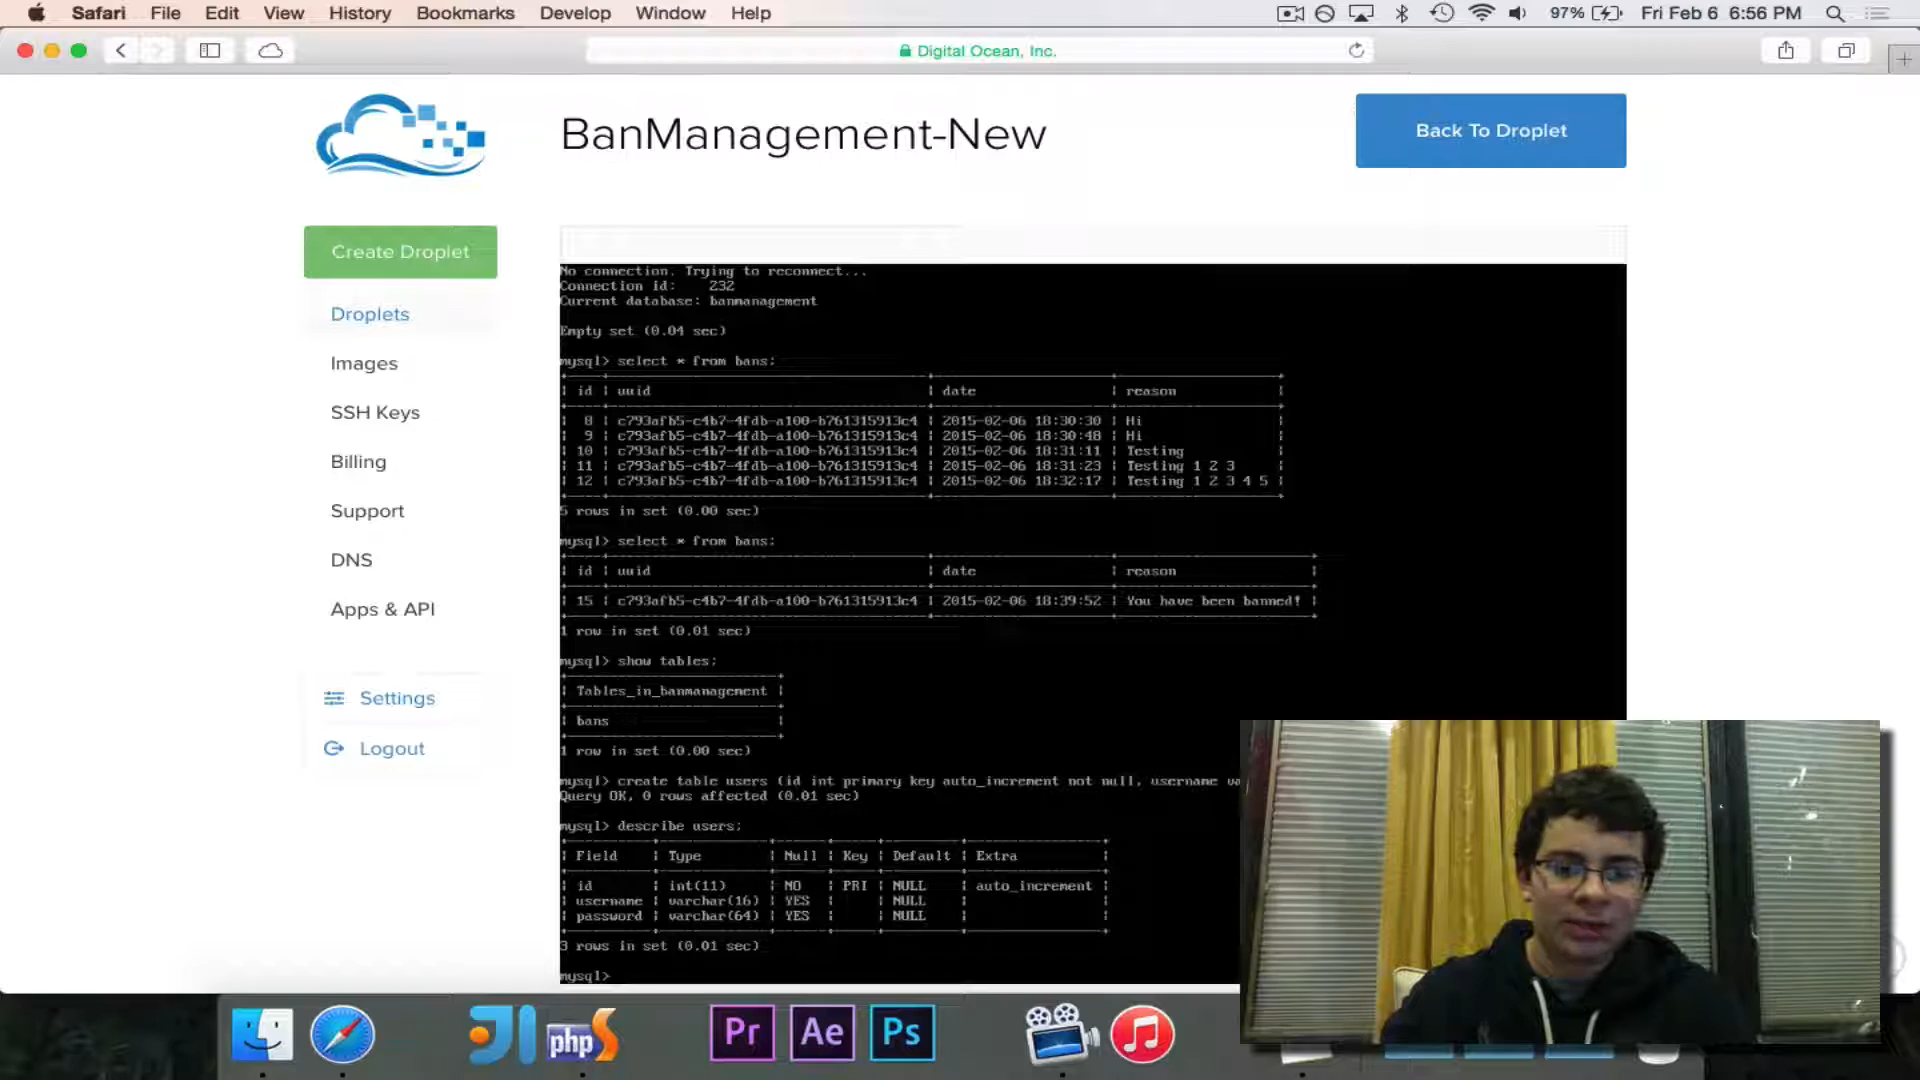 Safari File Edit View History Bookmarks Develop Window Help 97% Fri Feb 6 6:56 PM
Digital Ocean, Inc.
BanManagement-New
Back To Droplet
Create Droplet
Droplets
Images
SSH Keys
Billing
Support
DNS
Apps & API
Settings
Logout
No connection. Trying to reconnect...
Connection id: 232
Current database: banmanagement
Empty set (0.04 sec)
mysql> select * from bans;
| id | uuid | date | reason |
| 8 | c793afb5-c4b7-4fdb-a100-b761315913c4 | 2015-02-06 18:30:30 | Hi |
| 9 | c793afb5-c4b7-4fdb-a100-b761315913c4 | 2015-02-06 18:30:48 | Hi |
| 10 | c793afb5-c4b7-4fdb-a100-b761315913c4 | 2015-02-06 18:31:11 | Testing |
| 11 | c793afb5-c4b7-4fdb-a100-b761315913c4 | 2015-02-06 18:31:23 | Testing 1 2 3 |
| 12 | c793afb5-c4b7-4fdb-a100-b761315913c4 | 2015-02-06 18:32:17 | Testing 1 2 3 4 5 |
5 rows in set (0.00 sec)
mysql> select * from bans;
| id | uuid | date | reason |
| 15 | c793afb5-c4b7-4fdb-a100-b761315913c4 | 2015-02-06 18:39:52 | You have been banned! |
1 row in set (0.01 sec)
mysql> show tables;
| Tables_in_banmanagement |
| bans |
1 row in set (0.00 sec)
mysql> create table users (id int primary key auto_increment not null, username va
Query OK, 0 rows affected (0.01 sec)
mysql> describe users;
| Field | Type | Null | Key | Default | Extra |
| id | int(11) | NO | PRI | NULL | auto_increment |
| username | varchar(16) | YES | | NULL | |
| password | varchar(64) | YES | | NULL | |
3 rows in set (0.01 sec)
mysql>
php
Pr
Ae
Ps